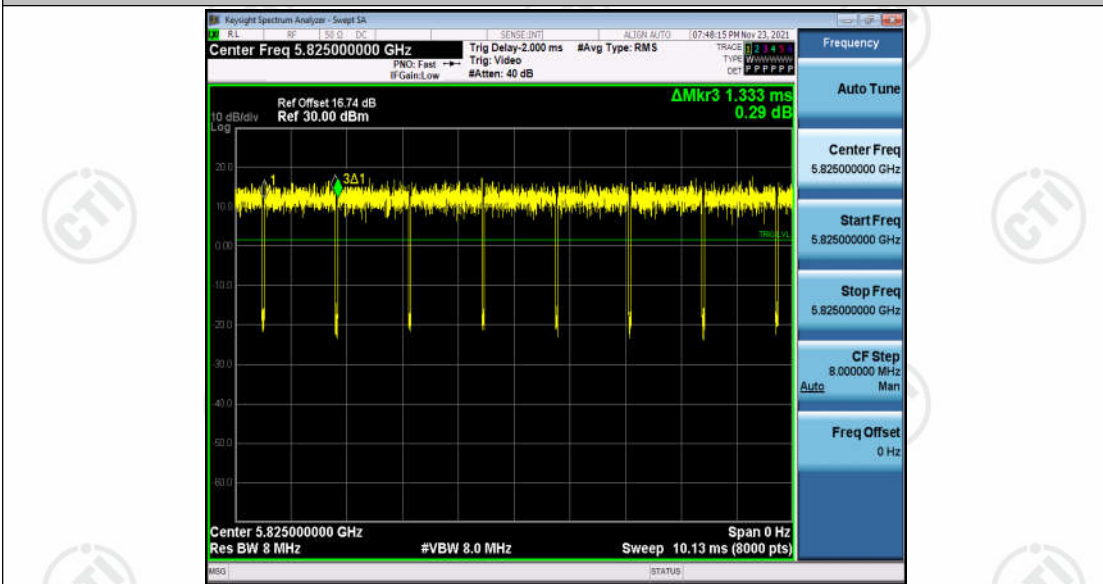 Keysight Spectrum Analyzer - Swept SA
RL RF 50 Ω DC SENSE:INT ALIGN AUTO 07:48:15 PM Nov 23, 2021
Center Freq 5.825000000 GHz
PNO: Fast
IFGain:Low
Trig Delay-2.000 ms
Trig: Video
#Atten: 40 dB
#Avg Type: RMS
TRACE 1 2 3 4 5 6
TYPE WWWWWW
DET P P P P P P
ΔMkr3 1.333 ms
0.29 dB
Ref Offset 16.74 dB
10 dB/div Ref 30.00 dBm
Log
20.0
10.0
0.00
-10.0
-20.0
-30.0
-40.0
-50.0
-60.0
1
3Δ1
TRIG LVL
Center 5.825000000 GHz
Span 0 Hz
Res BW 8 MHz
#VBW 8.0 MHz
Sweep 10.13 ms (8000 pts)
MSG
STATUS
Frequency
Auto Tune
Center Freq
5.825000000 GHz
Start Freq
5.825000000 GHz
Stop Freq
5.825000000 GHz
CF Step
8.000000 MHz
Auto Man
Freq Offset
0 Hz
CTI
CTI